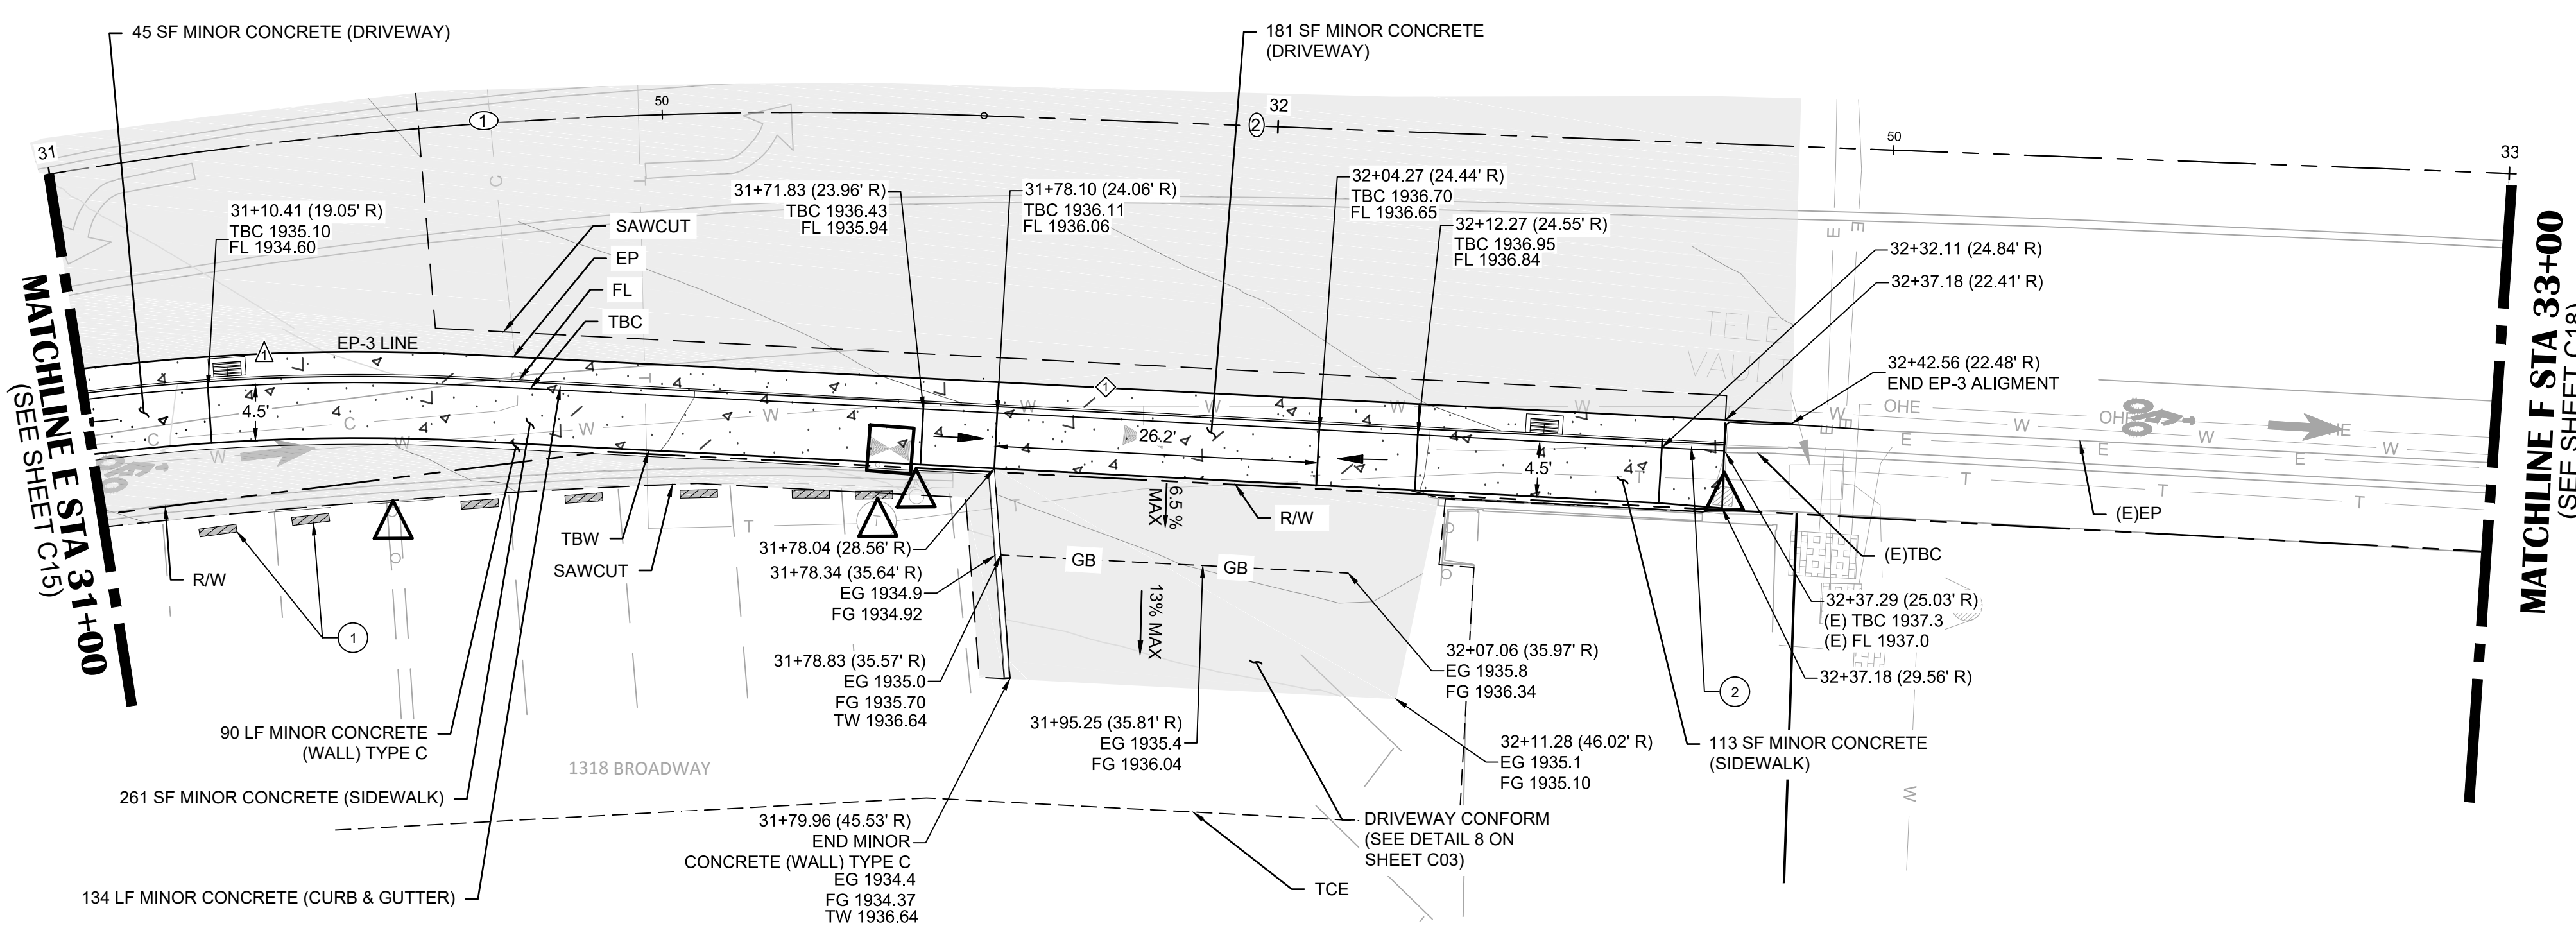 45 SF MINOR CONCRETE (DRIVEWAY)
181 SF MINOR CONCRETE
(DRIVEWAY)
31
1
50
2
32
50
33
C
T
E
E
MATCHLINE E STA 31+00
(SEE SHEET C15)
MATCHLINE F STA 33+00
(SEE SHEET C18)
31+10.41 (19.05' R)
TBC 1935.10
FL 1934.60
SAWCUT
EP
FL
TBC
31+71.83 (23.96' R)
TBC 1936.43
FL 1935.94
31+78.10 (24.06' R)
TBC 1936.11
FL 1936.06
32+04.27 (24.44' R)
TBC 1936.70
FL 1936.65
32+12.27 (24.55' R)
TBC 1936.95
FL 1936.84
32+32.11 (24.84' R)
32+37.18 (22.41' R)
32+42.56 (22.48' R)
END EP-3 ALIGMENT
TELE
VAULT
EP-3 LINE
1
1
4.5'
26.2'
4.5'
C
W
C
W
W
W
W
W
W
W
T
T
W
E
OHE
OHE
HE
W
W
W
E
E
E
T
T
T
T
(E)EP
(E)TBC
R/W
1
TBW
SAWCUT
T
T
T
6.5 %
MAX
R/W
GB
GB
13% MAX
31+78.04 (28.56' R)
31+78.34 (35.64' R)
EG 1934.9
FG 1934.92
31+78.83 (35.57' R)
EG 1935.0
FG 1935.70
TW 1936.64
31+95.25 (35.81' R)
EG 1935.4
FG 1936.04
32+07.06 (35.97' R)
EG 1935.8
FG 1936.34
32+11.28 (46.02' R)
EG 1935.1
FG 1935.10
32+37.29 (25.03' R)
(E) TBC 1937.3
(E) FL 1937.0
32+37.18 (29.56' R)
2
90 LF MINOR CONCRETE
(WALL) TYPE C
261 SF MINOR CONCRETE (SIDEWALK)
134 LF MINOR CONCRETE (CURB & GUTTER)
1318 BROADWAY
31+79.96 (45.53' R)
END MINOR
CONCRETE (WALL) TYPE C
EG 1934.4
FG 1934.37
TW 1936.64
113 SF MINOR CONCRETE
(SIDEWALK)
DRIVEWAY CONFORM
(SEE DETAIL 8 ON
SHEET C03)
TCE
W